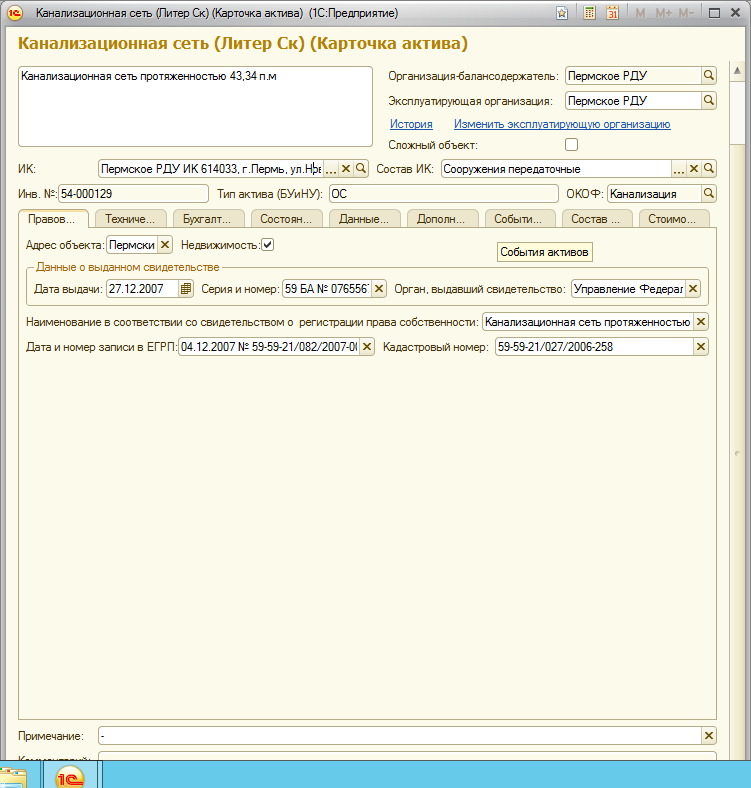 Канализационная сеть (Литер Ск) (Карточка актива) (1С:Предприятие)
31 M M+ M-
Канализационная сеть (Литер Ск) (Карточка актива)
Канализационная сеть протяженностью 43,34 п.м
Организация-балансодержатель: Пермское РДУ
Эксплуатирующая организация: Пермское РДУ
История Изменить эксплуатирующую организацию
Сложный объект:
ИК: Пермское РДУ ИК 614033, г.Пермь, ул. ... Состав ИК: Сооружения передаточные ...
Инв. №: 54-000129 Тип актива (БУиНУ): ОС ОКОФ: Канализация
Правов... Техниче... Бухгалт... Состоян... Данные... Дополн... Событи... Состав ... Стоимо...
Адрес объекта: Пермски Недвижимость:
События активов
Данные о выданном свидетельстве
Дата выдачи: 27.12.2007 Серия и номер: 59 БА № 076556 Орган, выдавший свидетельство: Управление Федерал
Наименование в соответствии со свидетельством о регистрации права собственности: Канализационная сеть протяженностью
Дата и номер записи в ЕГРП: 04.12.2007 № 59-59-21/082/2007-0 Кадастровый номер: 59-59-21/027/2006-258
Примечание: -
Комментарий:
1С